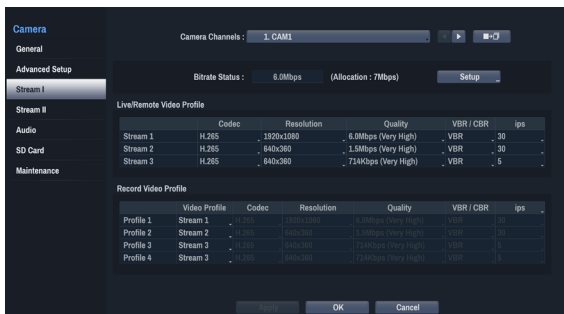 Camera
Camera Channels : 1. CAM1
General
Advanced Setup
Bitrate Status : 6.0Mbps (Allocation : 7Mbps) Setup
Stream I
Stream II
Live/Remote Video Profile
Audio
Codec Resolution Quality VBR / CBR ips
Stream 1 H.265 1920x1080 6.0Mbps (Very High) VBR 30
SD Card
Stream 2 H.265 640x360 1.5Mbps (Very High) VBR 30
Stream 3 H.265 640x360 714Kbps (Very High) VBR 5
Maintenance
Record Video Profile
Video Profile Codec Resolution Quality VBR / CBR ips
Profile 1 Stream 1 H.265 1920x1080 6.0Mbps (Very High) VBR 30
Profile 2 Stream 2 H.265 640x360 1.5Mbps (Very High) VBR 30
Profile 3 Stream 3 H.265 640x360 714Kbps (Very High) VBR 5
Profile 4 Stream 3 H.265 640x360 714Kbps (Very High) VBR 5
Apply OK Cancel